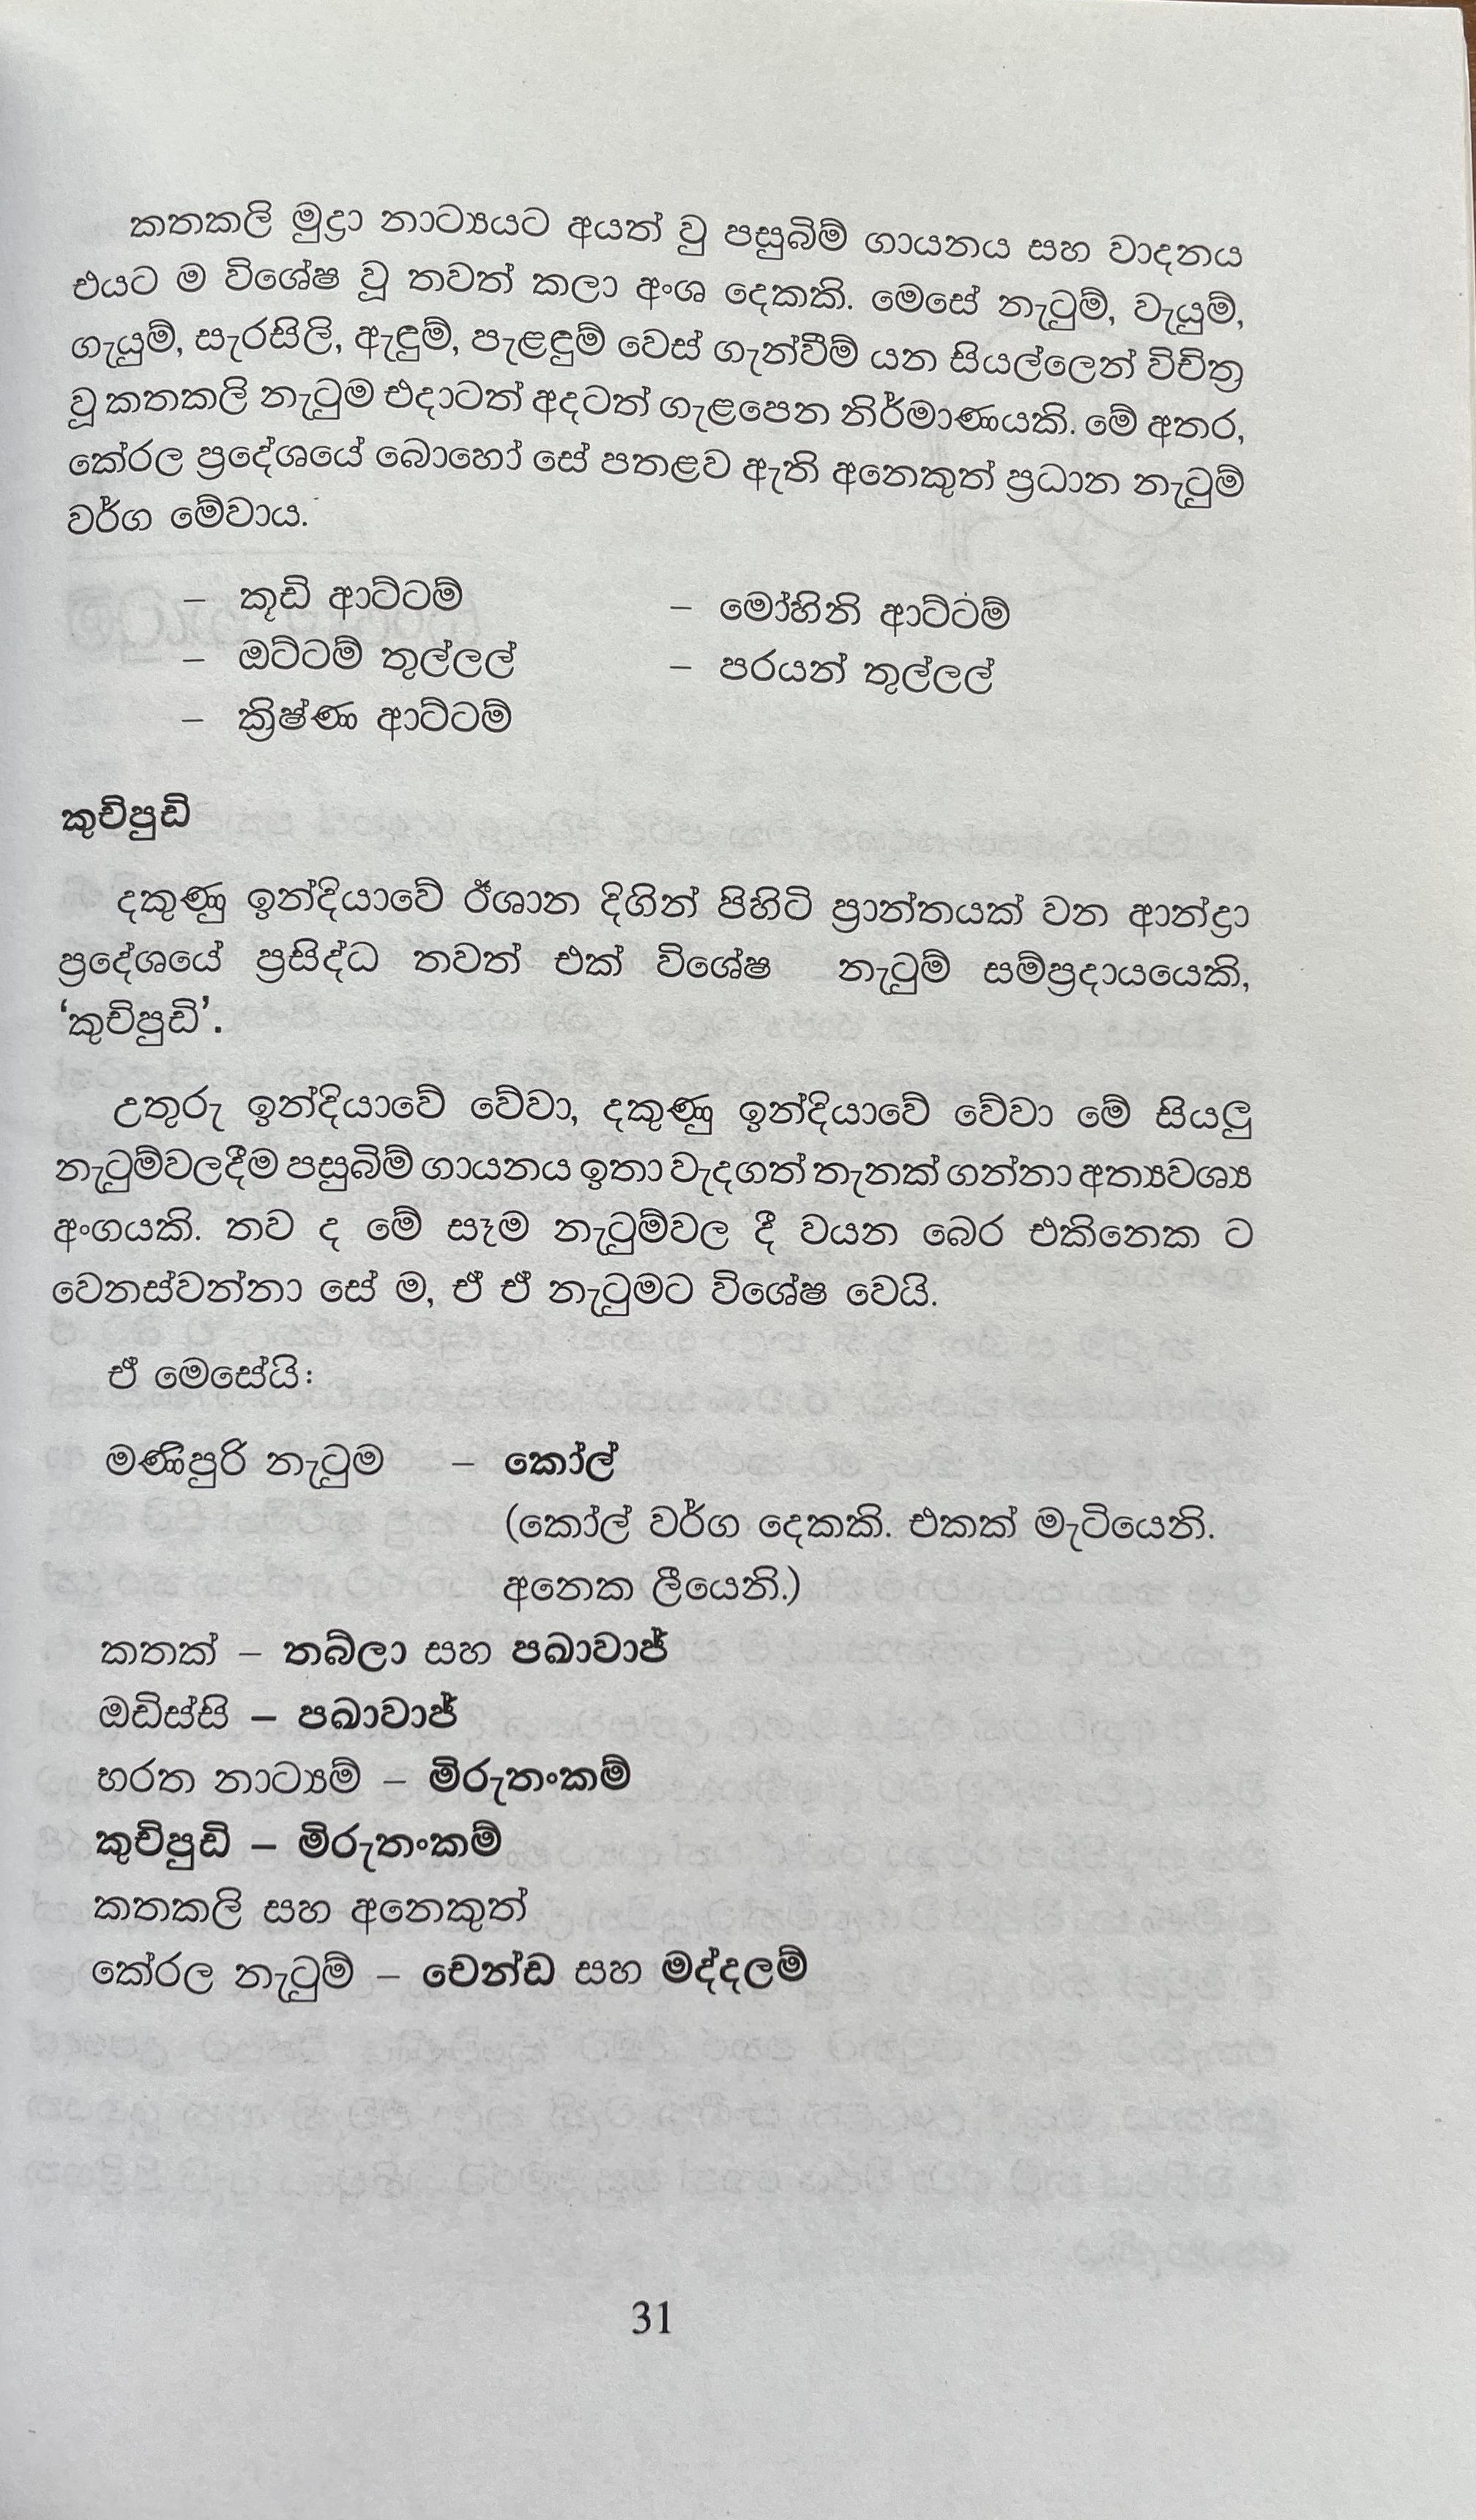 කතකලි මුද්‍රා නාට්‍යයට අයත් වු පසුබිම් ගායනය සහ වාදනය
එයට ම විශේෂ වූ තවත් කලා අංශ දෙකකි. මෙසේ නැටුම්, වැයුම්,
ගැයුම්, සැරසිලි, ඇඳුම්, පැළඳුම් වෙස් ගැන්වීම් යන සියල්ලෙන් විචිත්‍ර
වූ කතකලි නැටුම එදාටත් අදටත් ගැළපෙන නිර්මාණයකි. මේ අතර,
කේරල ප්‍රදේශයේ බොහෝ සේ පතළව ඇති අනෙකුත් ප්‍රධාන නැටුම්
වර්ග මේවාය.
– කූඩි ආට්ටම් – මෝහිනි ආට්ටම්
– ඔට්ටම් තුල්ලල් – පරයන් තුල්ලල්
– ක්‍රිෂ්ණ ආට්ටම්
කුචිපුඩි
දකුණු ඉන්දියාවේ ඊශාන දිගින් පිහිටි ප්‍රාන්තයක් වන ආන්ද්‍රා
ප්‍රදේශයේ ප්‍රසිද්ධ තවත් එක් විශේෂ නැටුම් සම්ප්‍රදායයෙකි,
‘කුචිපුඩි’.
උතුරු ඉන්දියාවේ වේවා, දකුණු ඉන්දියාවේ වේවා මේ සියලු
නැටුම්වලදීම පසුබිම් ගායනය ඉතා වැදගත් තැනක් ගන්නා අත්‍යවශ්‍ය
අංගයකි. තව ද මේ සෑම නැටුම්වල දී වයන බෙර එකිනෙක ට
වෙනස්වන්නා සේ ම, ඒ ඒ නැටුමට විශේෂ වෙයි.
ඒ මෙසේයි:
මණිපුරි නැටුම – කෝල්
(කෝල් වර්ග දෙකකි. එකක් මැටියෙනි.
අනෙක ලීයෙනි.)
කතක් – තබ්ලා සහ පඛාවාජ්
ඔඩිස්සි – පඛාවාජ්
භරත නාට්‍යම් – මිරුතංකම්
කුචිපුඩි – මිරුතංකම්
කතකලි සහ අනෙකුත්
කේරල නැටුම් – චෙන්ඩ සහ මද්දලම්
31